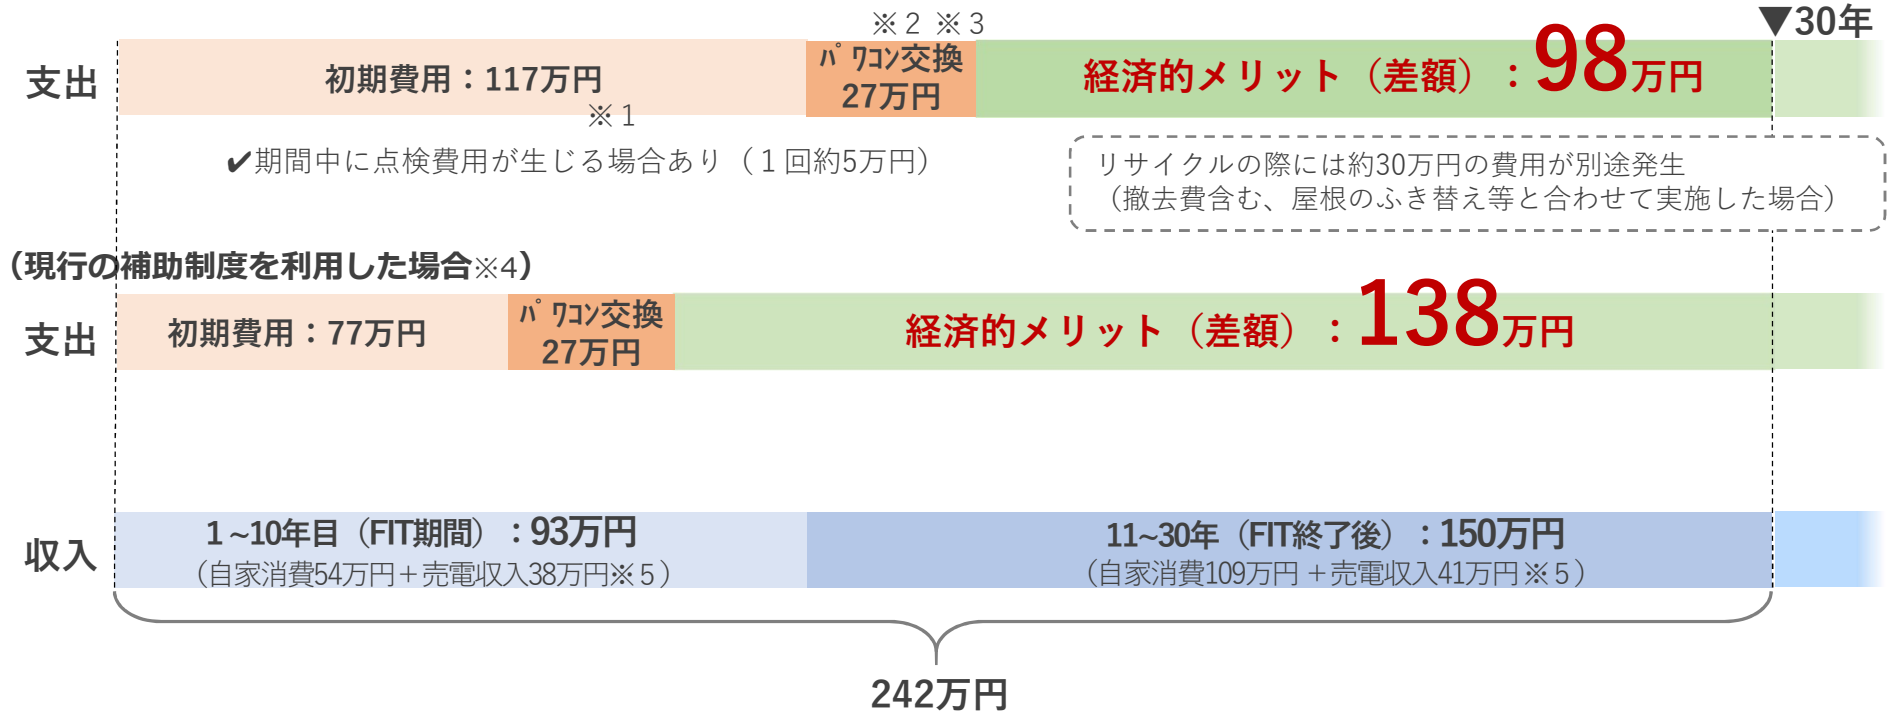 ※２ ※３
▼30年
支出
初期費用：117万円
※１
ﾊﾟﾜｺﾝ交換
27万円
経済的メリット（差額）：98万円
✔期間中に点検費用が生じる場合あり（１回約5万円）
リサイクルの際には約30万円の費用が別途発生
（撤去費含む、屋根のふき替え等と合わせて実施した場合）
（現行の補助制度を利用した場合※4）
支出
初期費用：77万円
ﾊﾟﾜｺﾝ交換
27万円
経済的メリット（差額）：138万円
収入
１~10年目（FIT期間）：93万円
（自家消費54万円＋売電収入38万円※５）
11~30年（FIT終了後）：150万円
（自家消費109万円＋売電収入41万円※５）
242万円